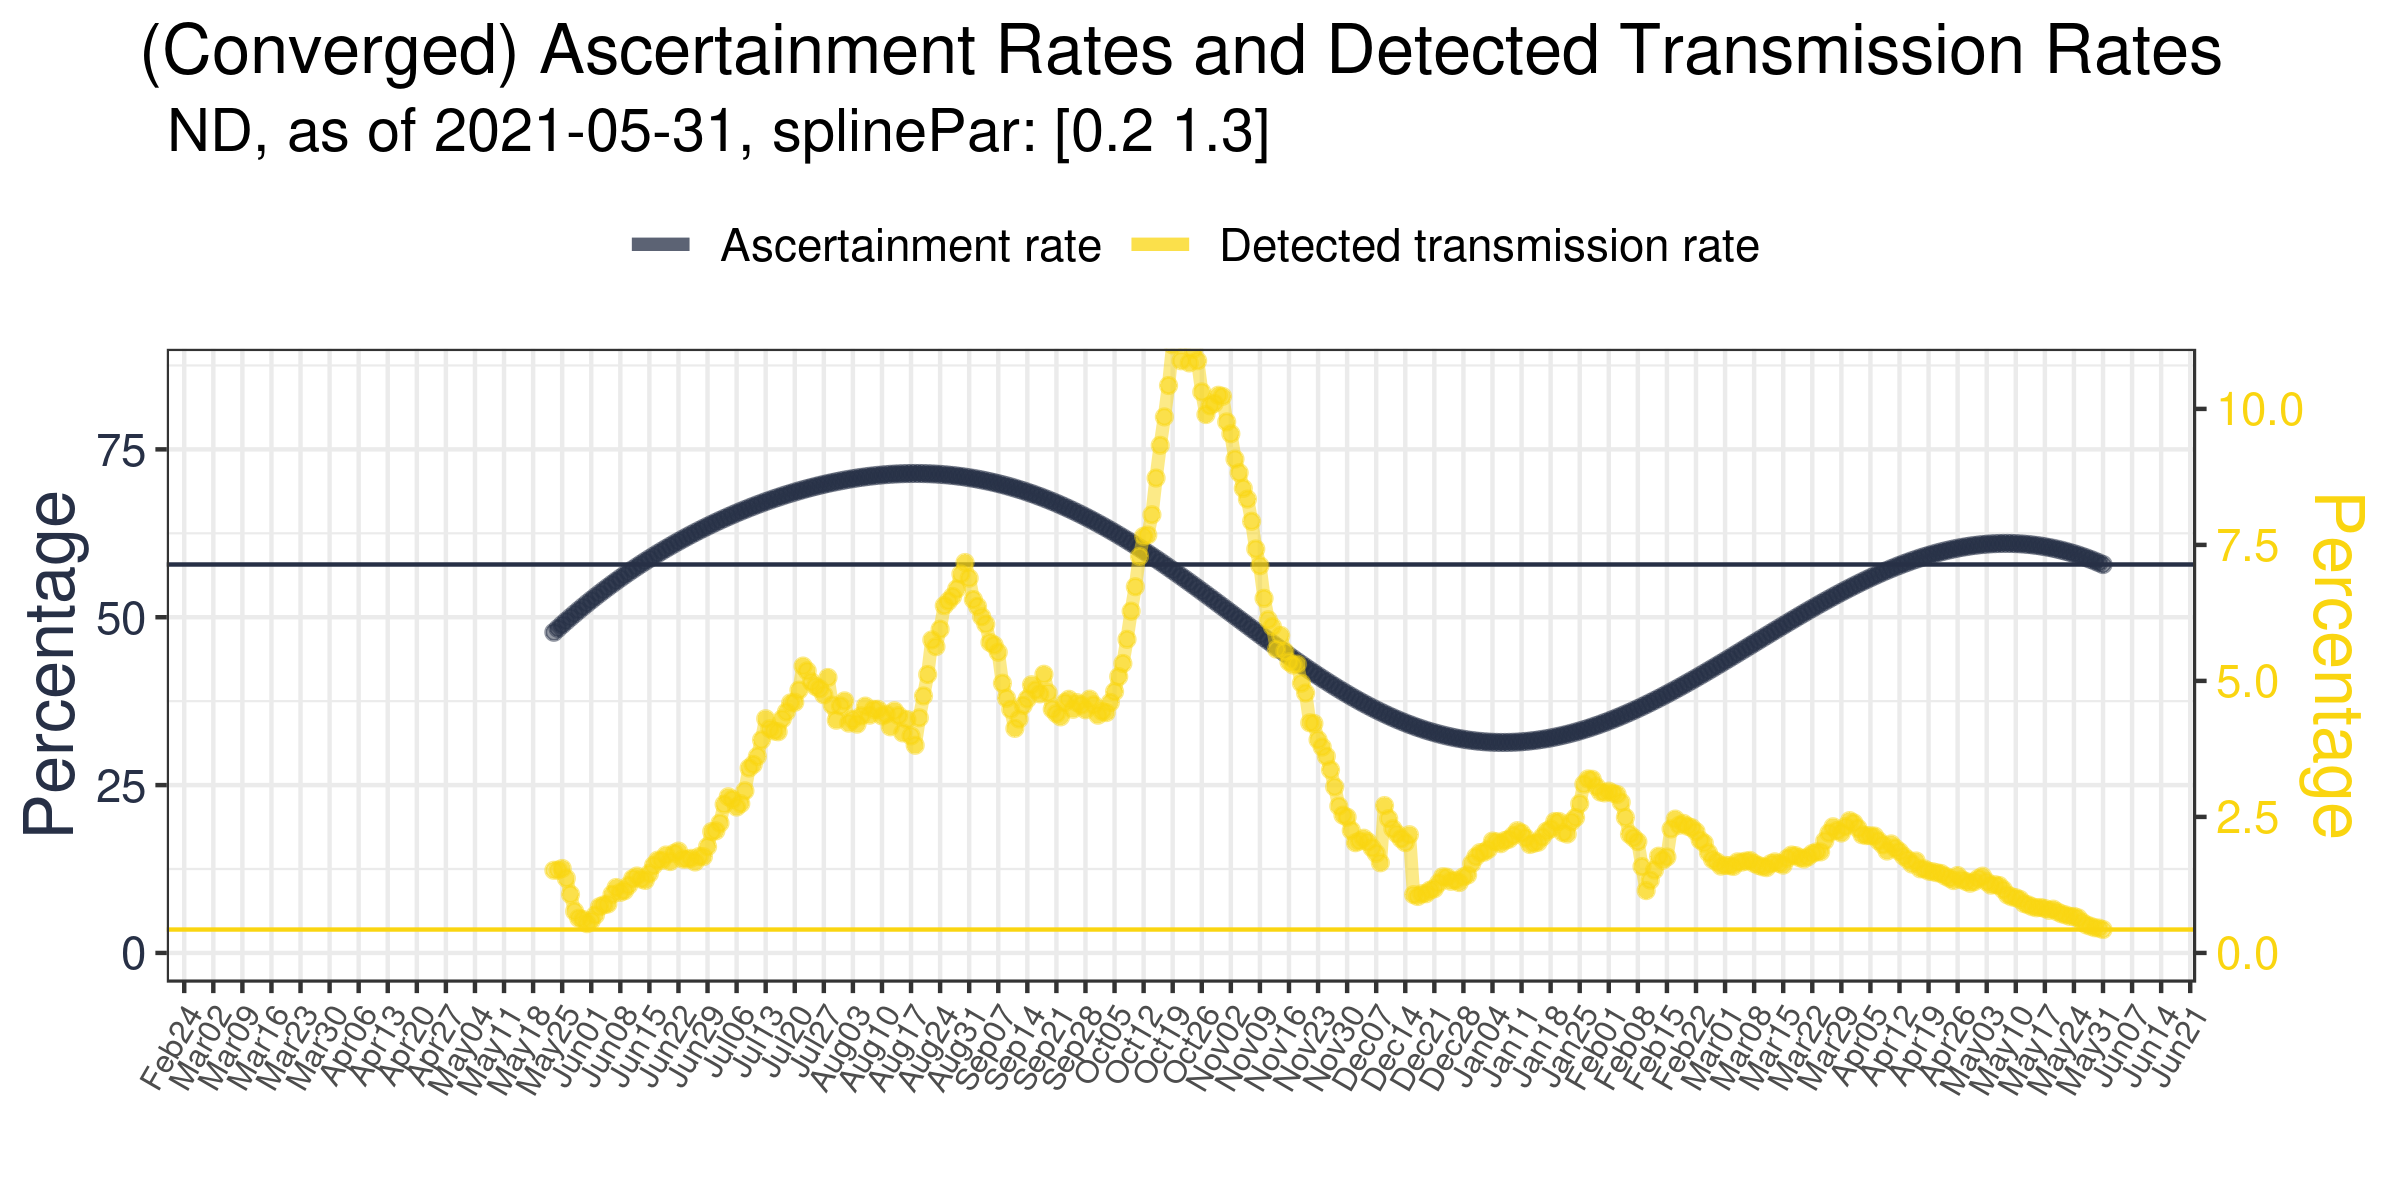 (Converged) Ascertainment Rates and Detected Transmission Rates
ND, as of 2021-05-31, splinePar: [0.2 1.3]
Ascertainment rate
Detected transmission rate
Percentage
75
50
25
0
10.0
7.5
5.0
2.5
0.0
Percentage
Feb24
Mar02
Mar09
Mar16
Mar23
Mar30
Apr06
Apr13
Apr20
Apr27
May04
May11
May18
May25
Jun01
Jun08
Jun15
Jun22
Jun29
Jul06
Jul13
Jul20
Jul27
Aug03
Aug10
Aug17
Aug24
Aug31
Sep07
Sep14
Sep21
Sep28
Oct05
Oct12
Oct19
Oct26
Nov02
Nov09
Nov16
Nov23
Nov30
Dec07
Dec14
Dec21
Dec28
Jan04
Jan11
Jan18
Jan25
Feb01
Feb08
Feb15
Feb22
Mar01
Mar08
Mar15
Mar22
Mar29
Apr05
Apr12
Apr19
Apr26
May03
May10
May17
May24
May31
Jun07
Jun14
Jun21